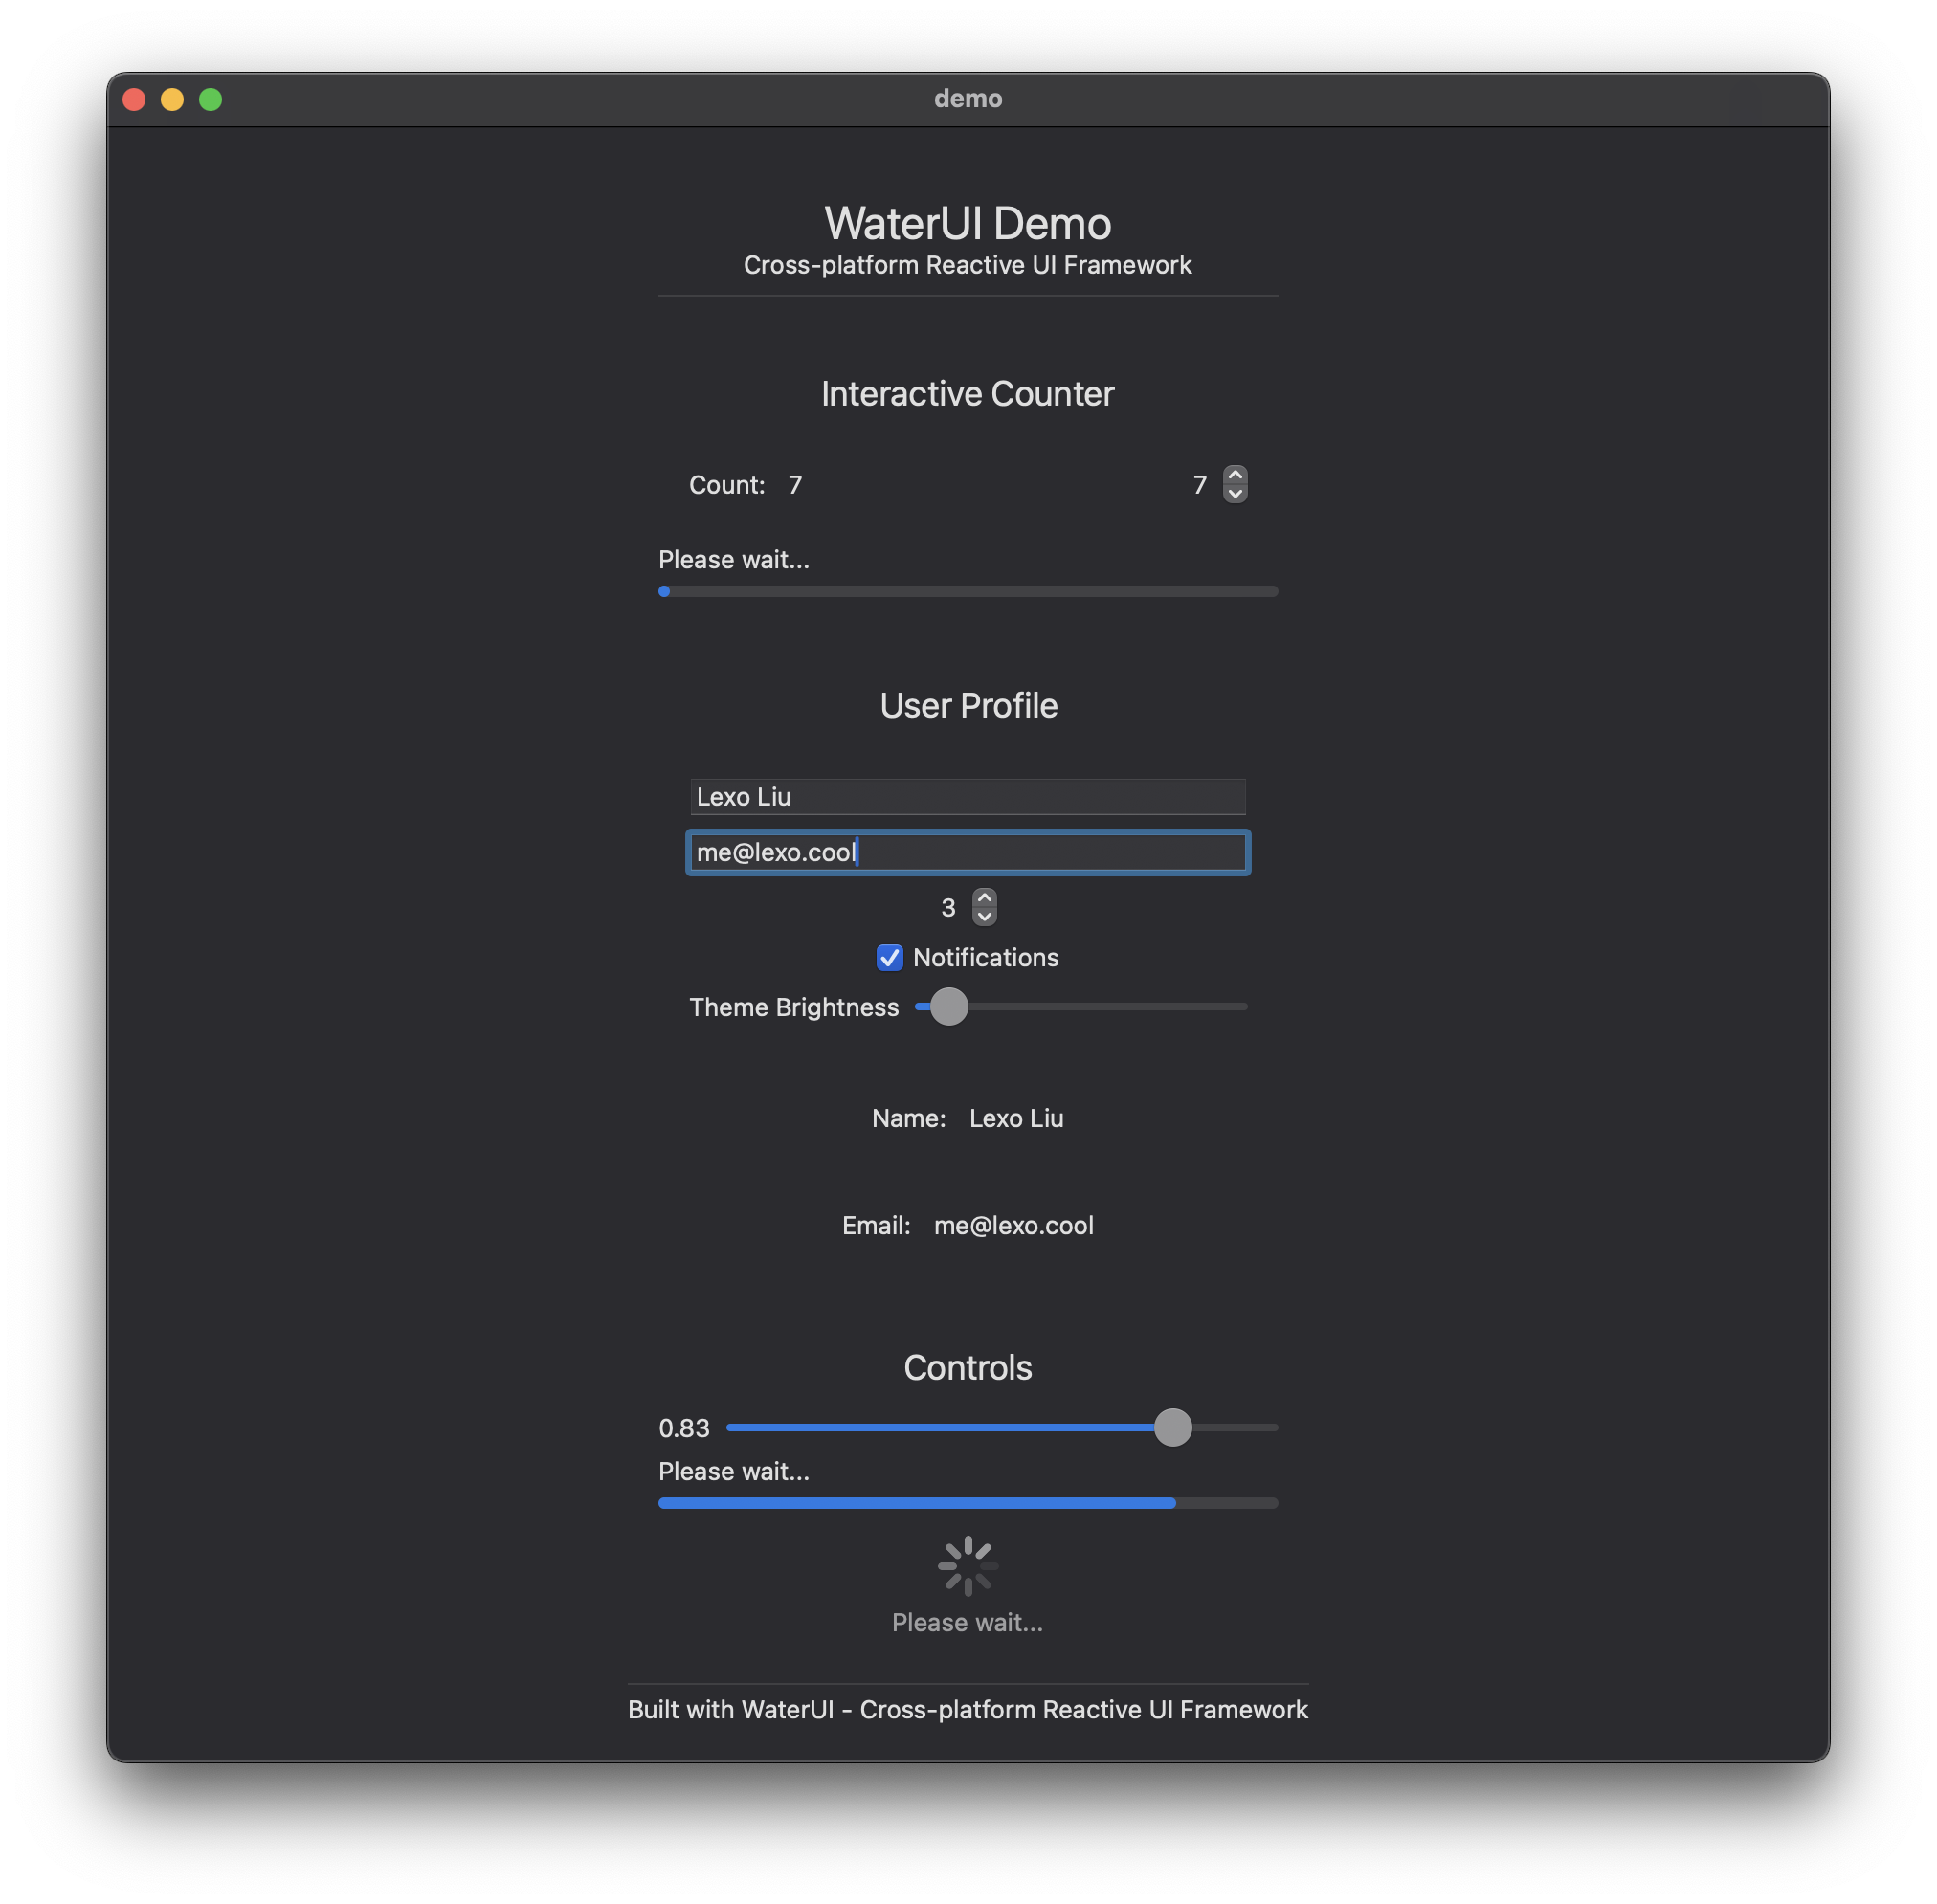 demo
WaterUI Demo
Cross-platform Reactive UI Framework
Interactive Counter
Count: 7 7
Please wait...
User Profile
Lexo Liu
me@lexo.cool
3
Notifications
Theme Brightness
Name: Lexo Liu
Email: me@lexo.cool
Controls
0.83
Please wait...
Please wait...
Built with WaterUI - Cross-platform Reactive UI Framework